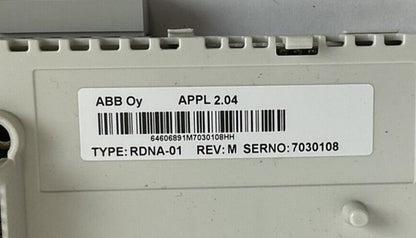 ABB Oy APPL 2.04
64606891M7030108HH
TYPE: RDNA-01 REV: M SERNO: 7030108